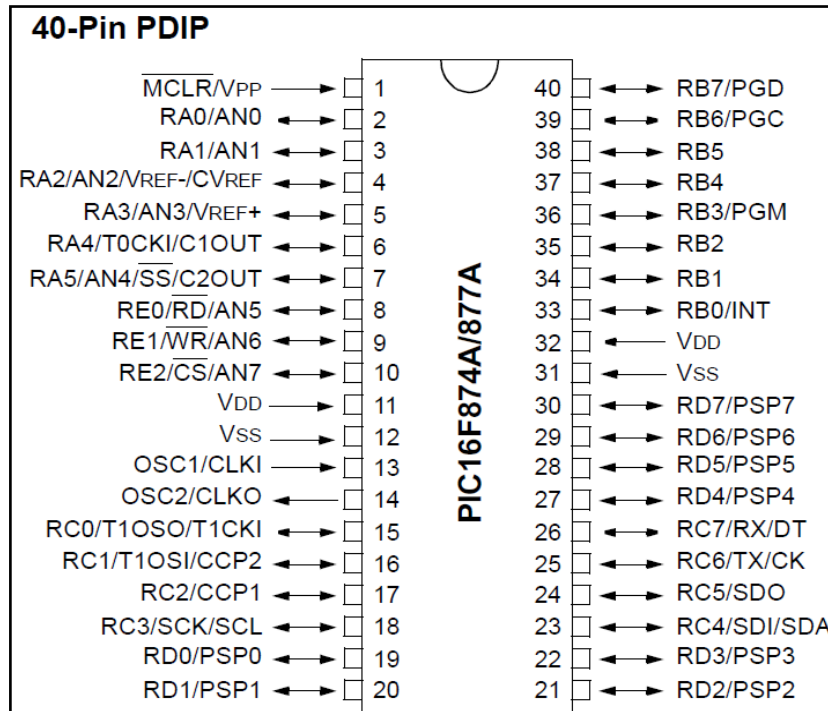 40-Pin PDIP
MCLR/VPP 1 40 RB7/PGD
RA0/AN0 2 39 RB6/PGC
RA1/AN1 3 38 RB5
RA2/AN2/VREF-/CVREF 4 37 RB4
RA3/AN3/VREF+ 5 36 RB3/PGM
RA4/T0CKI/C1OUT 6 35 RB2
RA5/AN4/SS/C2OUT 7 34 RB1
RE0/RD/AN5 8 33 RB0/INT
RE1/WR/AN6 9 32 VDD
RE2/CS/AN7 10 31 VSS
VDD 11 30 RD7/PSP7
VSS 12 29 RD6/PSP6
OSC1/CLKI 13 28 RD5/PSP5
OSC2/CLKO 14 27 RD4/PSP4
RC0/T1OSO/T1CKI 15 26 RC7/RX/DT
RC1/T1OSI/CCP2 16 25 RC6/TX/CK
RC2/CCP1 17 24 RC5/SDO
RC3/SCK/SCL 18 23 RC4/SDI/SDA
RD0/PSP0 19 22 RD3/PSP3
RD1/PSP1 20 21 RD2/PSP2
PIC16F874A/877A